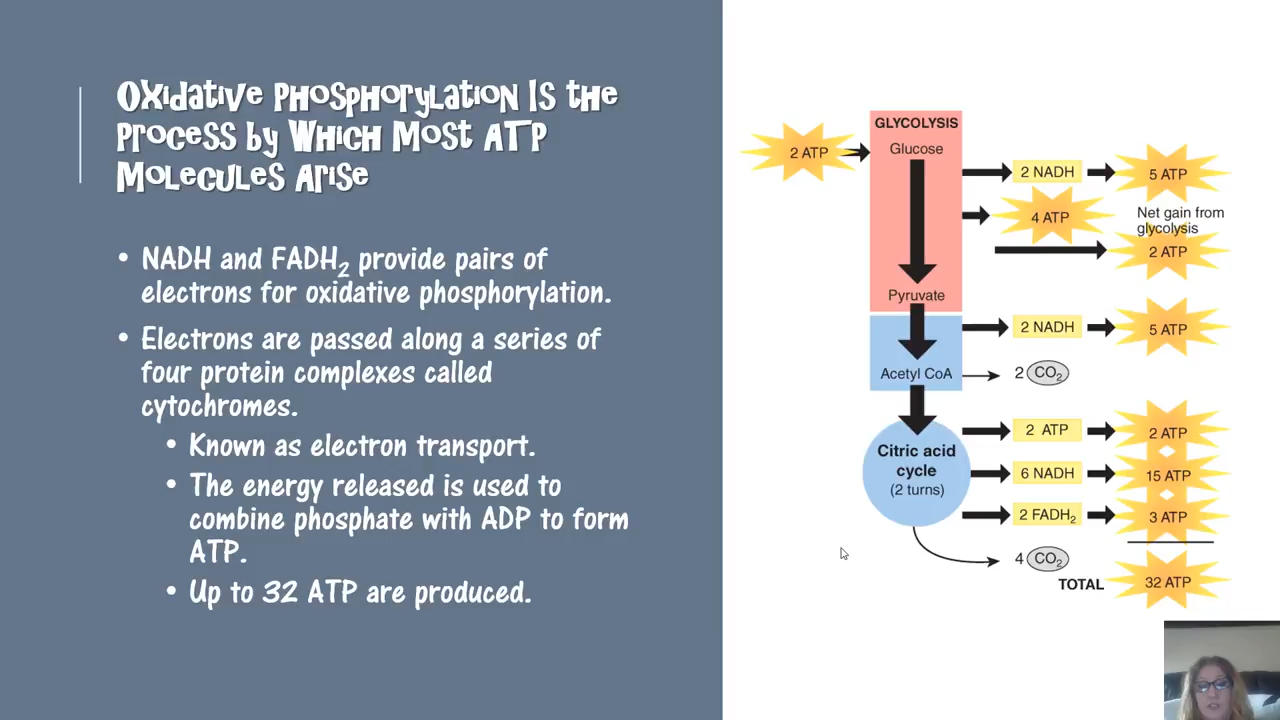 Oxidative Phosphorylation Is the
Process by Which Most ATP
Molecules Arise
• NADH and FADH₂ provide pairs of
electrons for oxidative phosphorylation.
• Electrons are passed along a series of
four protein complexes called
cytochromes.
• Known as electron transport.
• The energy released is used to
combine phosphate with ADP to form
ATP.
• Up to 32 ATP are produced.
GLYCOLYSIS
2 ATP
Glucose
2 NADH
5 ATP
4 ATP
Net gain from
glycolysis
2 ATP
Pyruvate
2 NADH
5 ATP
Acetyl CoA
2 CO₂
2 ATP
2 ATP
Citric acid
cycle
(2 turns)
6 NADH
15 ATP
2 FADH₂
3 ATP
4 CO₂
TOTAL
32 ATP